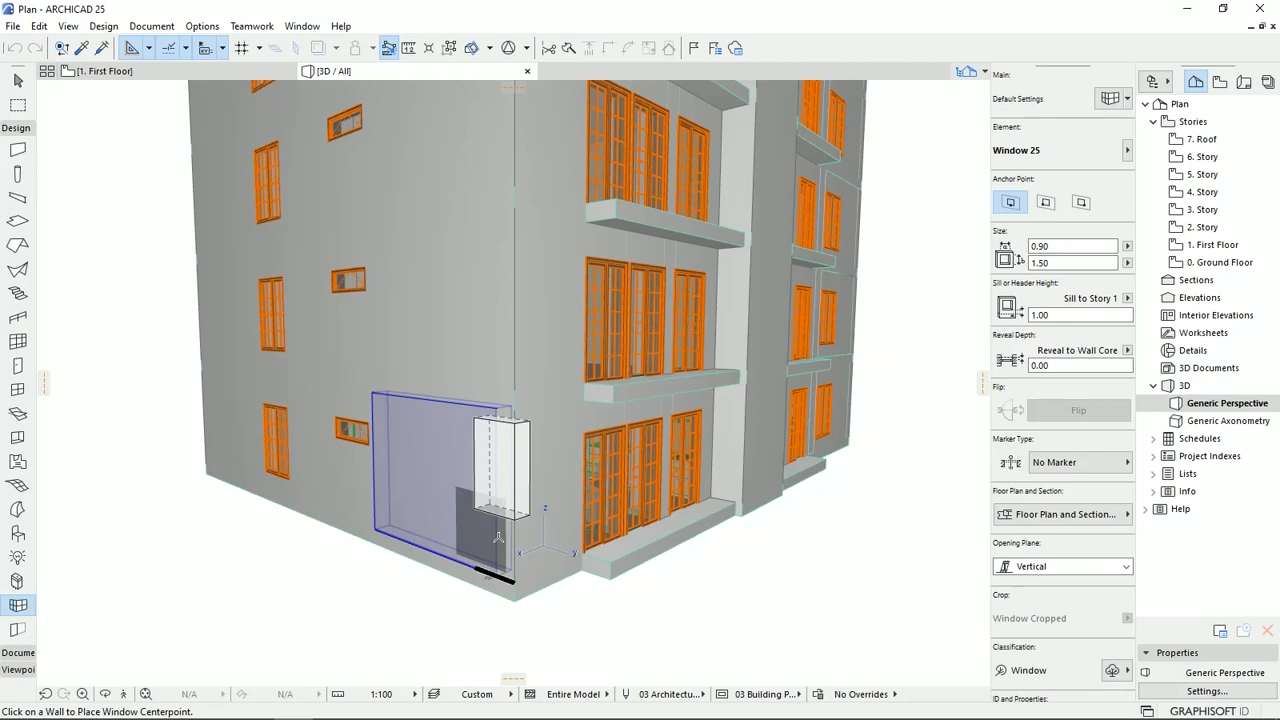 Plan - ARCHICAD 25
File Edit View Design Document Options Teamwork Window Help
[1. First Floor]
[3D / All]
Design
Docume
Viewpoi
Main:
Default Settings
Element:
Window 25
Anchor Point:
Size:
0.90
1.50
Sill or Header Height:
Sill to Story 1
1.00
Reveal Depth:
Reveal to Wall Core
0.00
Flip:
Flip
Marker Type:
No Marker
Floor Plan and Section:
Floor Plan and Section...
Opening Plane:
Vertical
Crop:
Window Cropped
Classification:
Window
ID and Properties:
Plan
Stories
7. Roof
6. Story
5. Story
4. Story
3. Story
2. Story
1. First Floor
0. Ground Floor
Sections
Elevations
Interior Elevations
Worksheets
Details
3D Documents
3D
Generic Perspective
Generic Axonometry
Schedules
Project Indexes
Lists
Info
Help
Properties
Generic Perspective
Settings...
GRAPHISOFT ID
z
x
y
N/A
N/A
1:100
Custom
Entire Model
03 Architectu...
03 Building P...
No Overrides
Click on a Wall to Place Window Centerpoint.